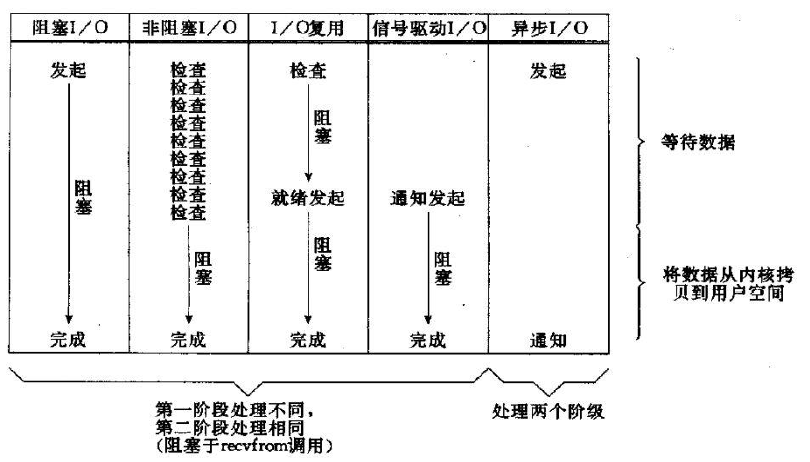 阻塞I/O 非阻塞I/O I/O复用 信号驱动I/O 异步I/O
发起 检查 检查 发起
检查
检查
检查
检查
检查
检查
检查
检查
阻塞
等待数据
阻塞
就绪发起 通知发起
阻塞 阻塞 阻塞
将数据从内核拷
贝到用户空间
完成 完成 完成 完成 通知
第一阶段处理不同，
第二阶段处理相同
（阻塞于recvfrom调用）
处理两个阶级